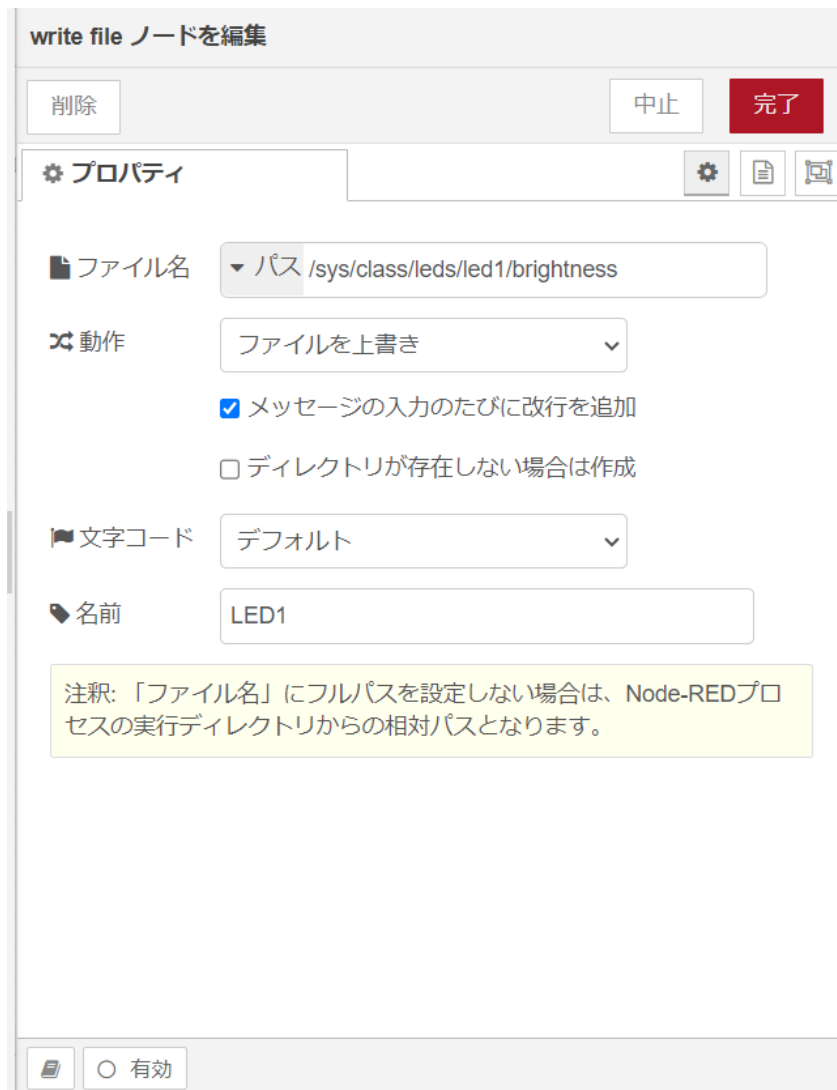 write file ノードを編集
削除
中止
完了
プロパティ
ファイル名
パス /sys/class/leds/led1/brightness
動作
ファイルを上書き
メッセージの入力のたびに改行を追加
ディレクトリが存在しない場合は作成
文字コード
デフォルト
名前
LED1
注釈: 「ファイル名」にフルパスを設定しない場合は、Node-REDプロ
セスの実行ディレクトリからの相対パスとなります。
有効